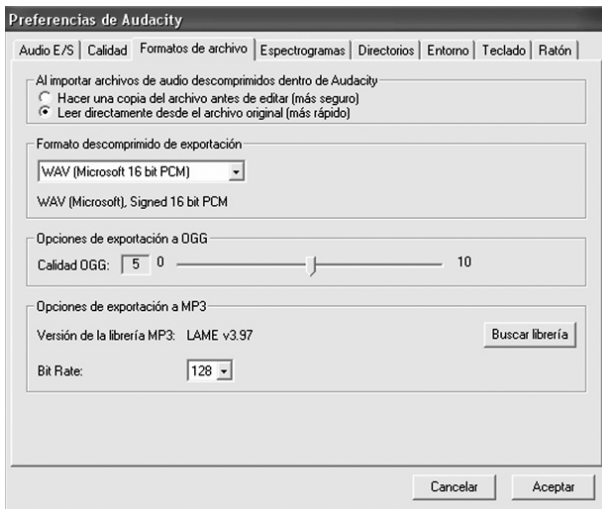 Preferencias de Audacity
Audio E/S Calidad Formatos de archivo Espectrogramas Directorios Entorno Teclado Ratón
Al importar archivos de audio descomprimidos dentro de Audacity
Hacer una copia del archivo antes de editar (más seguro)
Leer directamente desde el archivo original (más rápido)
Formato descomprimido de exportación
WAV (Microsoft 16 bit PCM)
WAV (Microsoft), Signed 16 bit PCM
Opciones de exportación a OGG
Calidad OGG: 5 0 10
Opciones de exportación a MP3
Versión de la librería MP3: LAME v3.97 Buscar librería
Bit Rate: 128
Cancelar Aceptar